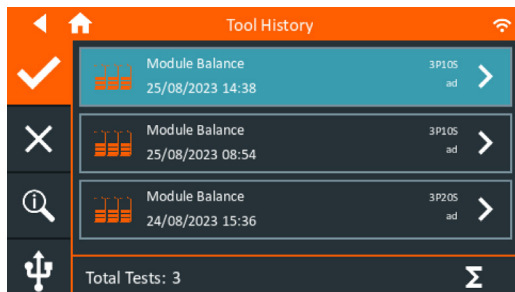 Tool History
Module Balance
3P10S
25/08/2023 14:38
ad
Module Balance
3P10S
25/08/2023 08:54
ad
Module Balance
3P20S
24/08/2023 15:36
ad
Total Tests: 3
Σ